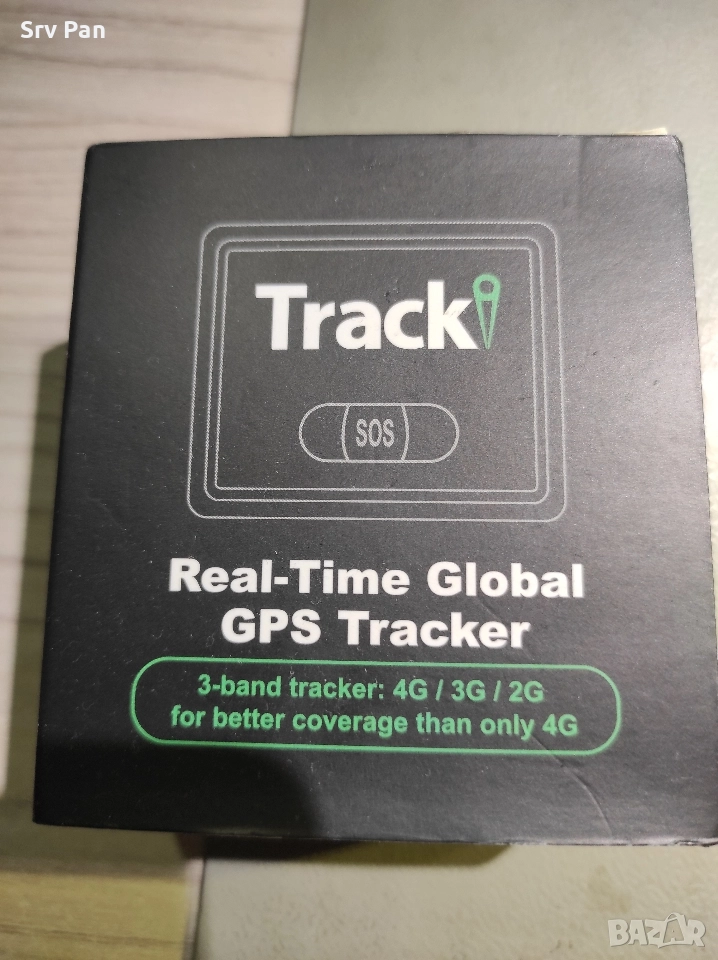 Srv Pan
Tracki
SOS
Real-Time Global
GPS Tracker
3-band tracker: 4G / 3G / 2G
for better coverage than only 4G
BAZAR